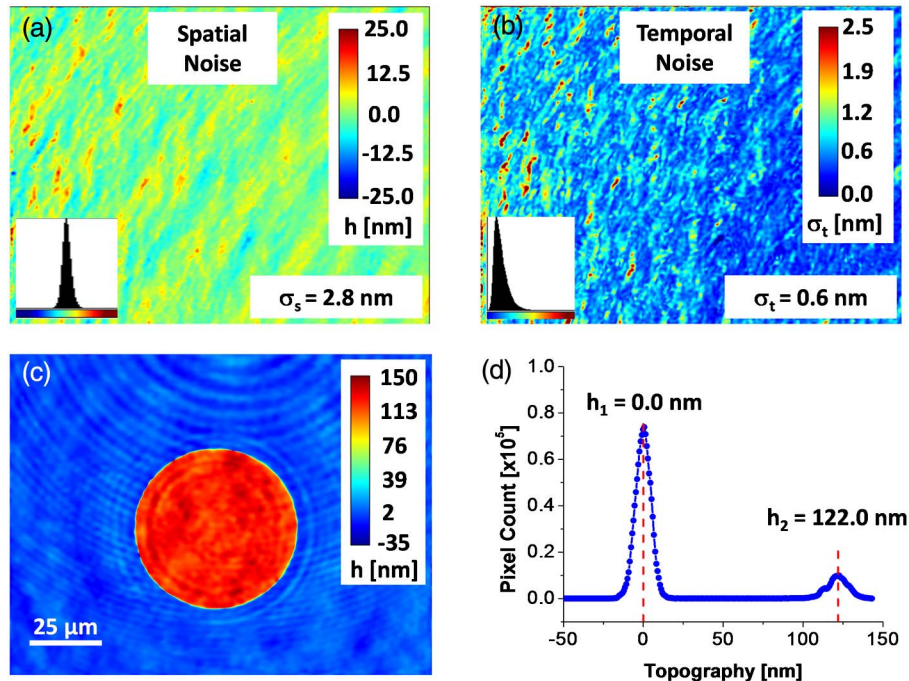 (a)
Spatial
Noise
25.0
12.5
0.0
-12.5
-25.0
h [nm]
σs = 2.8 nm
(b)
Temporal
Noise
2.5
1.9
1.2
0.6
0.0
σt [nm]
σt = 0.6 nm
(c)
150
113
76
39
2
-35
h [nm]
25 µm
(d)
1.0
0.8
0.6
0.4
0.2
0.0
Pixel Count [x10⁵]
h₁ = 0.0 nm
h₂ = 122.0 nm
-50 0 50 100 150
Topography [nm]